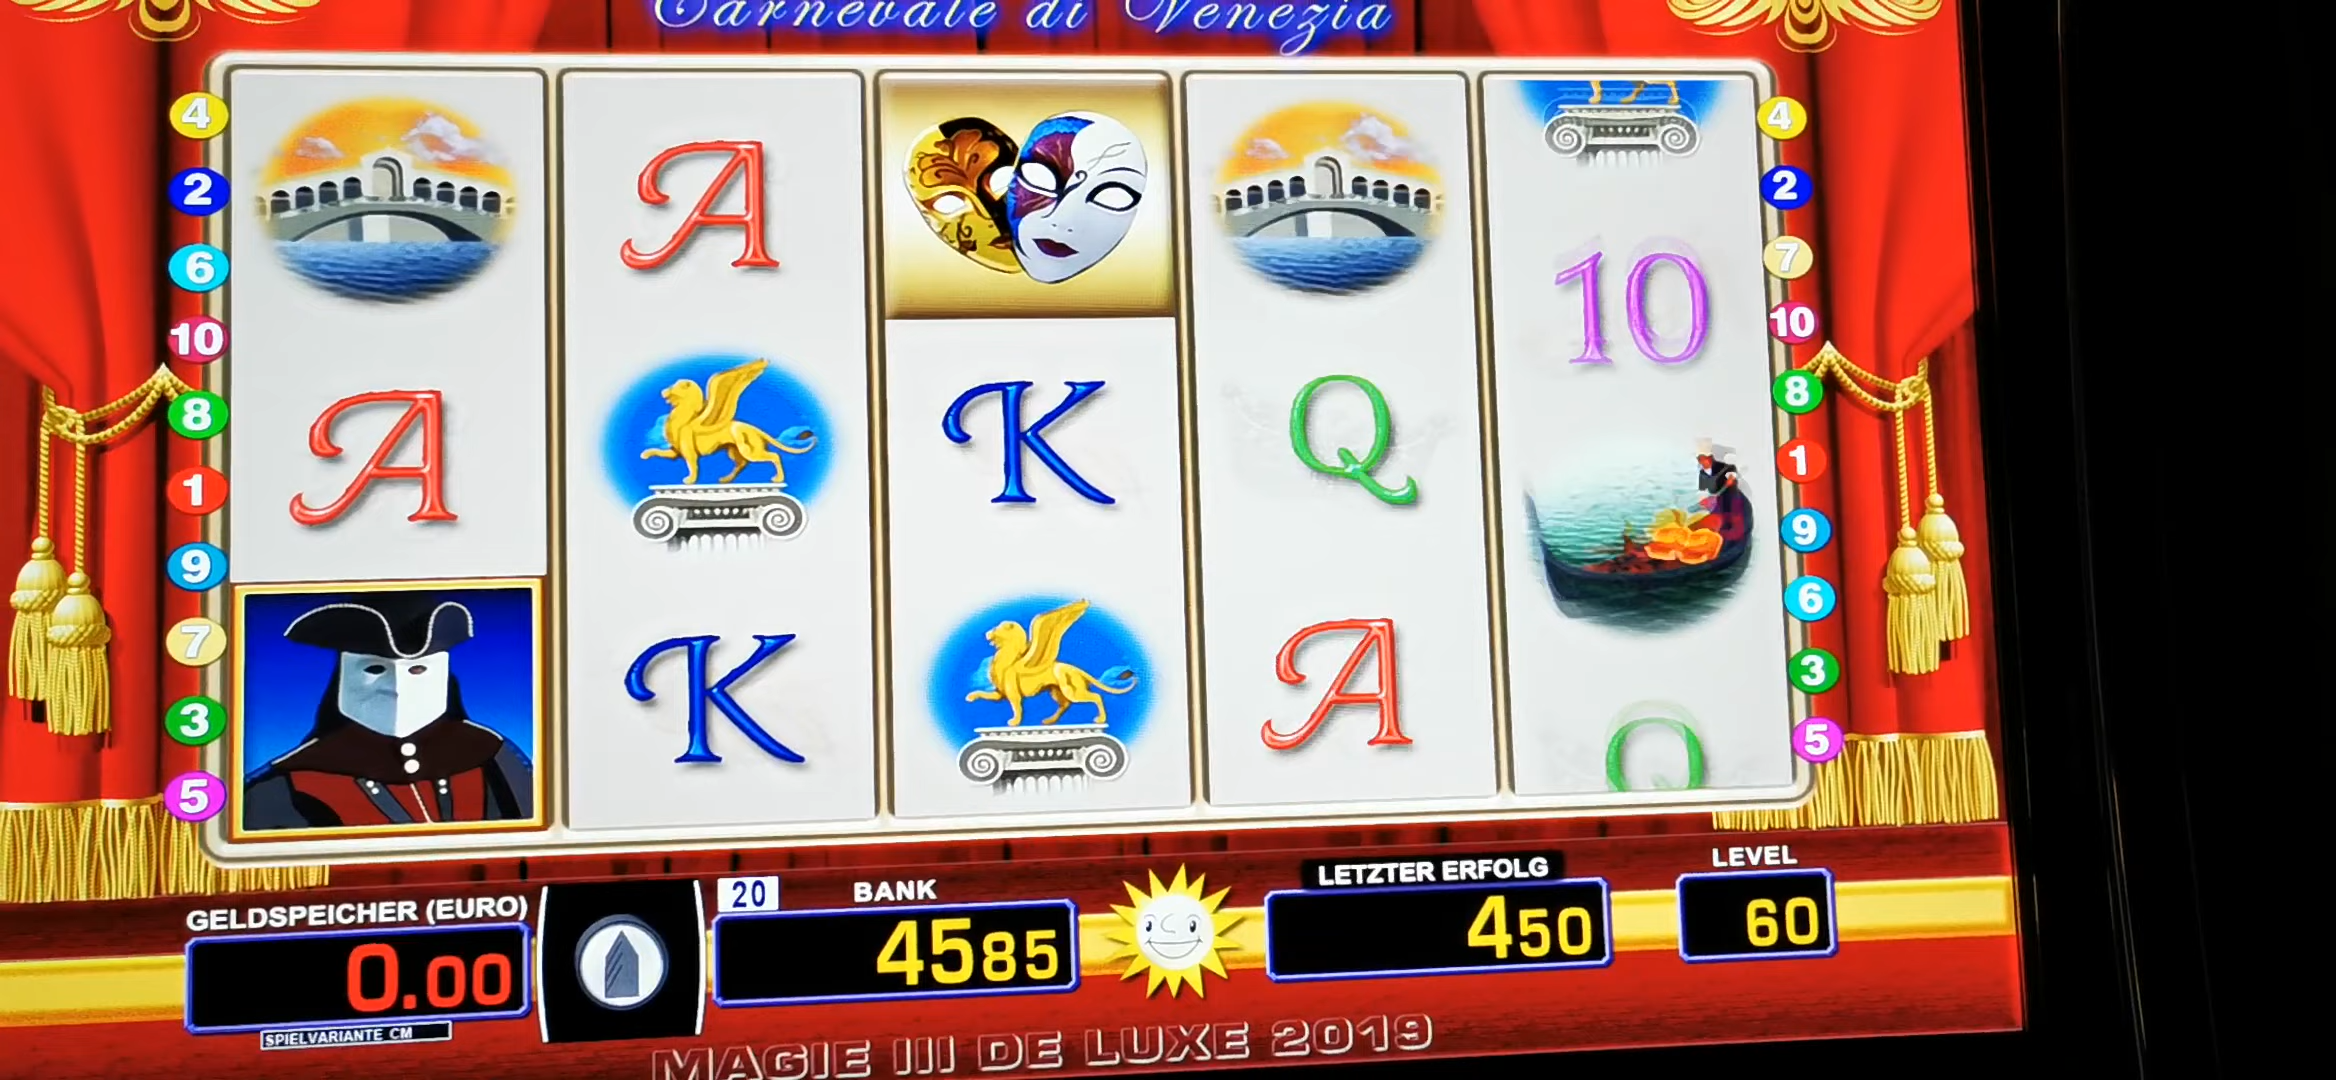 Carnevale di Venezia
4 4
2 A 2
6 10 7
10 10
8 A K Q 8
1 1
9 9
7 K A 6
3 3
5 Q 5
GELDSPEICHER (EURO) 20 BANK LETZTER ERFOLG LEVEL
0.00 4585 450 60
SPIELVARIANTE CM
MAGIE III DE LUXE 2019